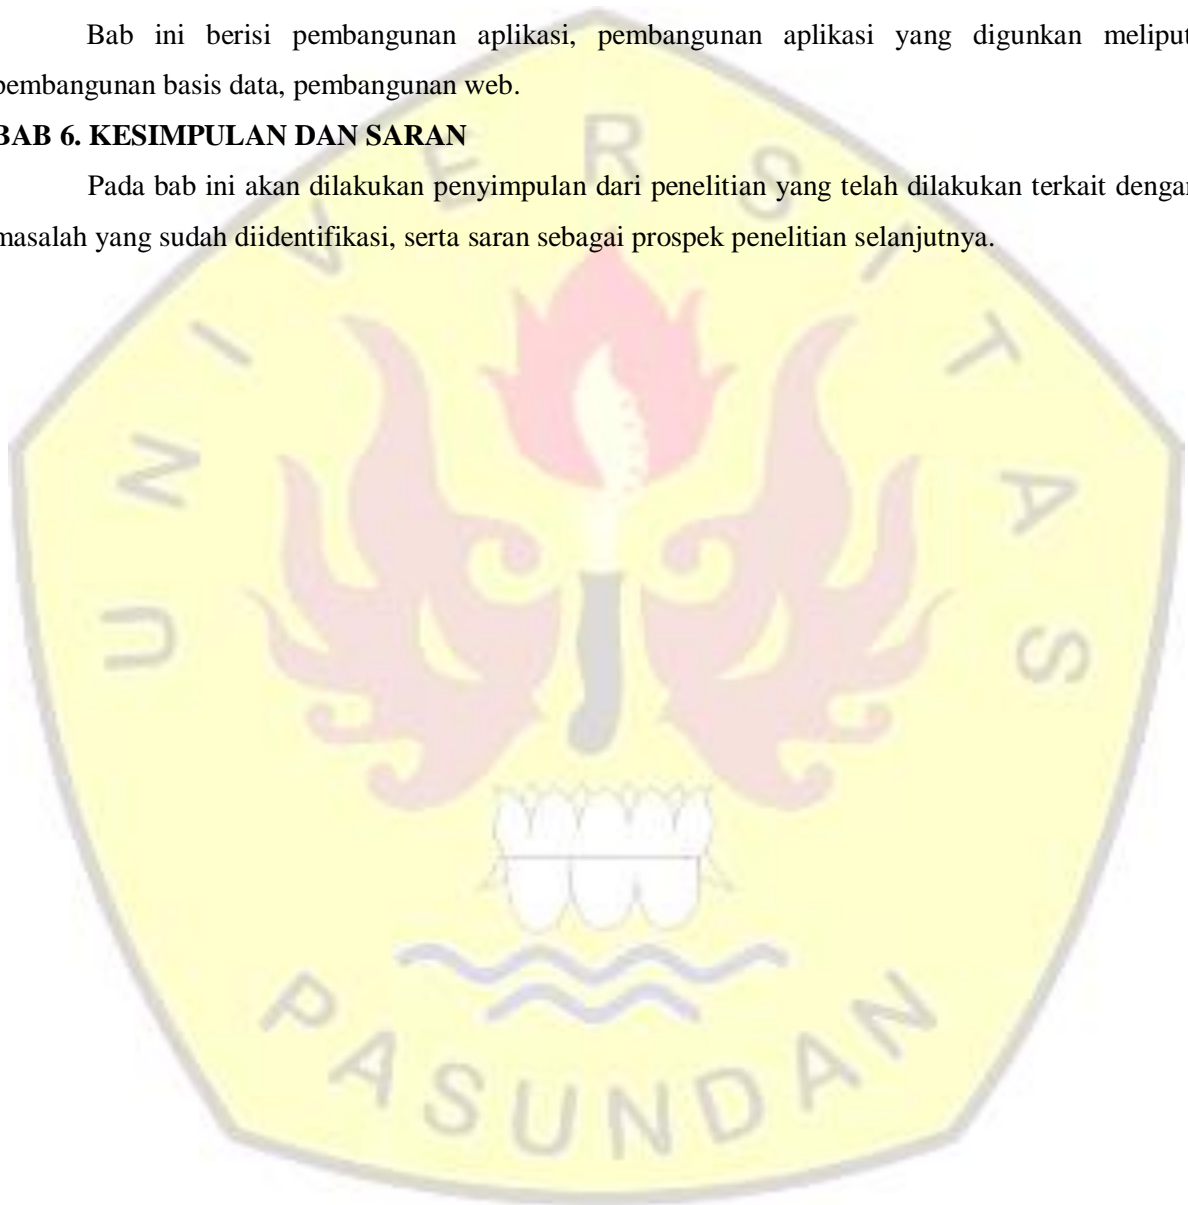 Bab ini berisi pembangunan aplikasi, pembangunan aplikasi yang digunkan meliput
pembangunan basis data, pembangunan web.
BAB 6. KESIMPULAN DAN SARAN
Pada bab ini akan dilakukan penyimpulan dari penelitian yang telah dilakukan terkait dengan
masalah yang sudah diidentifikasi, serta saran sebagai prospek penelitian selanjutnya.
UNIVERSITAS
PASUNDAN